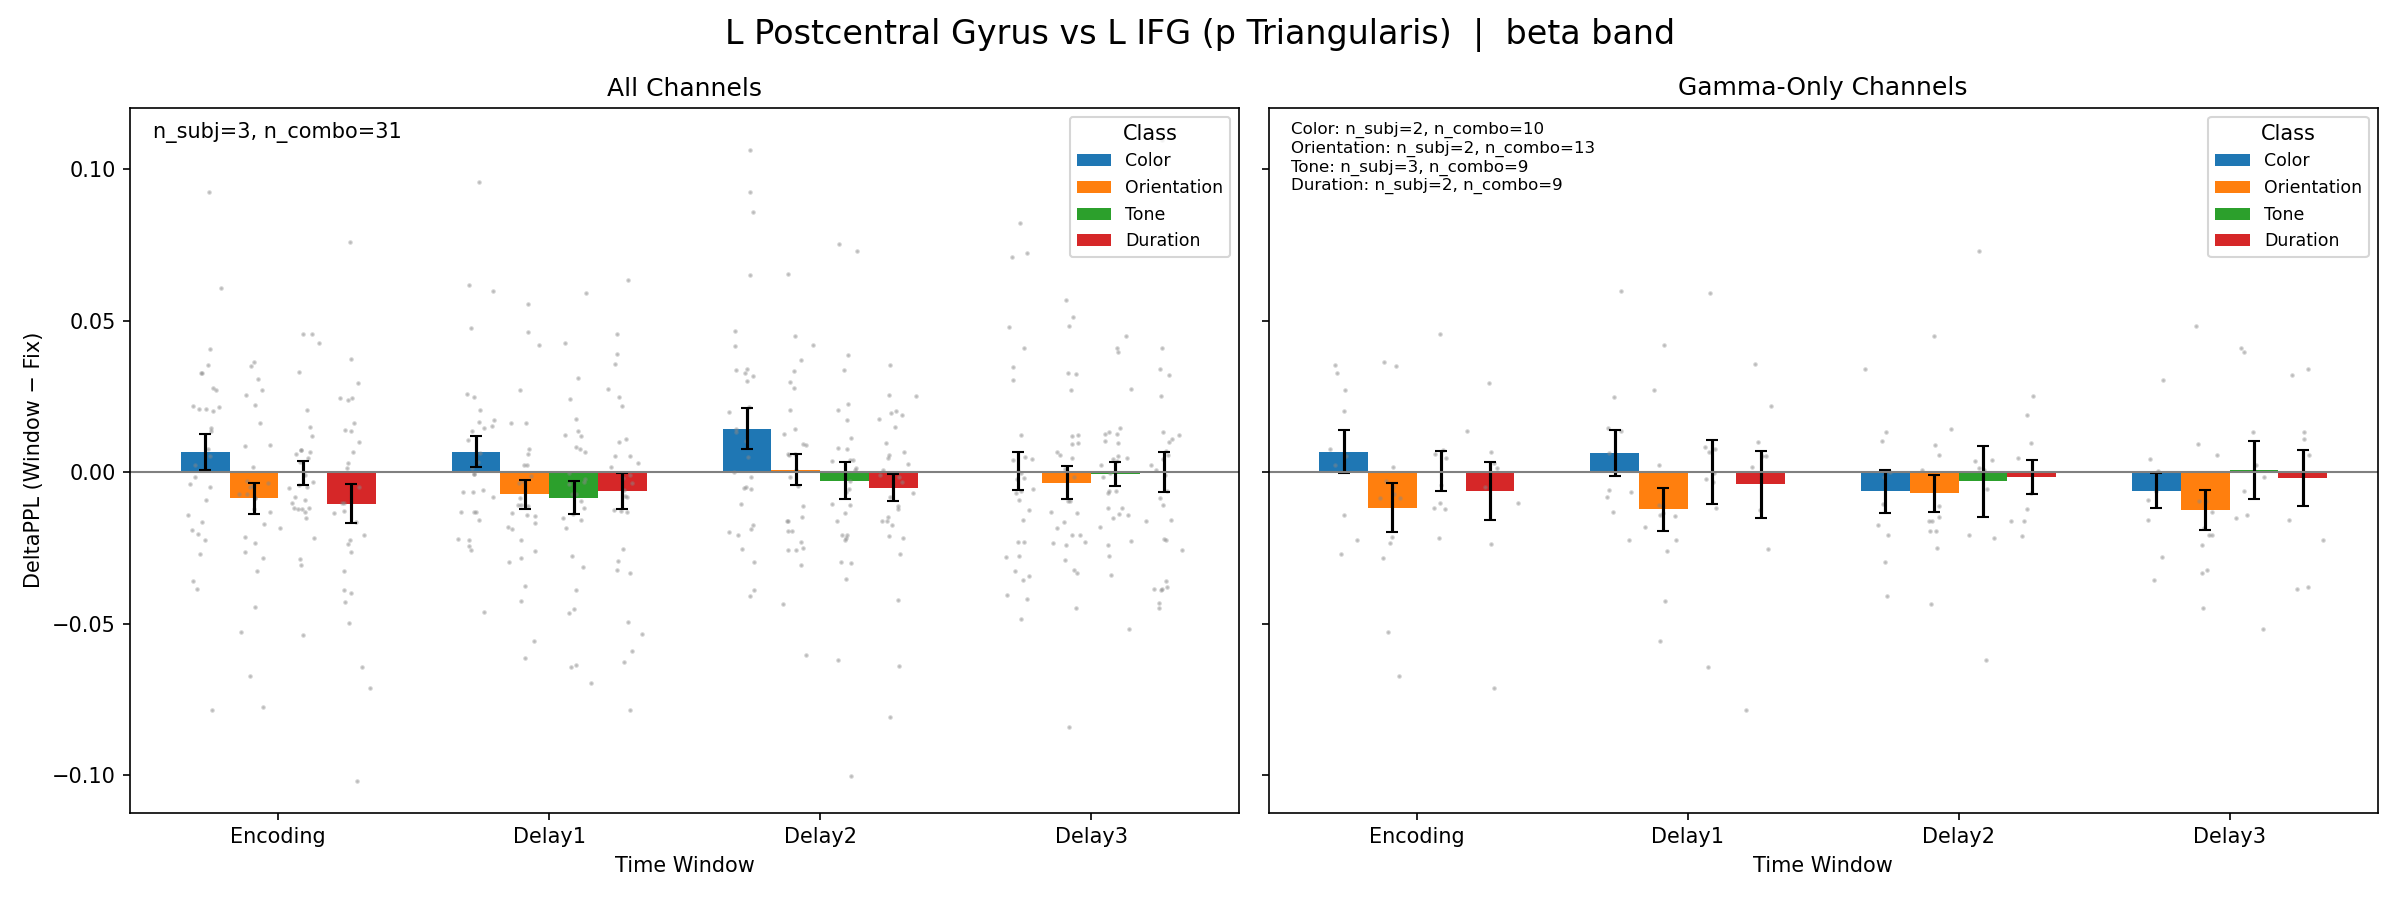 L Postcentral Gyrus vs L IFG (p Triangularis) | beta band
All Channels
n_subj=3, n_combo=31
Class
Color
Orientation
Tone
Duration
DeltaPPL (Window − Fix)
0.10
0.05
0.00
−0.05
−0.10
Encoding
Delay1
Delay2
Delay3
Time Window
Gamma-Only Channels
Color: n_subj=2, n_combo=10
Orientation: n_subj=2, n_combo=13
Tone: n_subj=3, n_combo=9
Duration: n_subj=2, n_combo=9
Class
Color
Orientation
Tone
Duration
Encoding
Delay1
Delay2
Delay3
Time Window